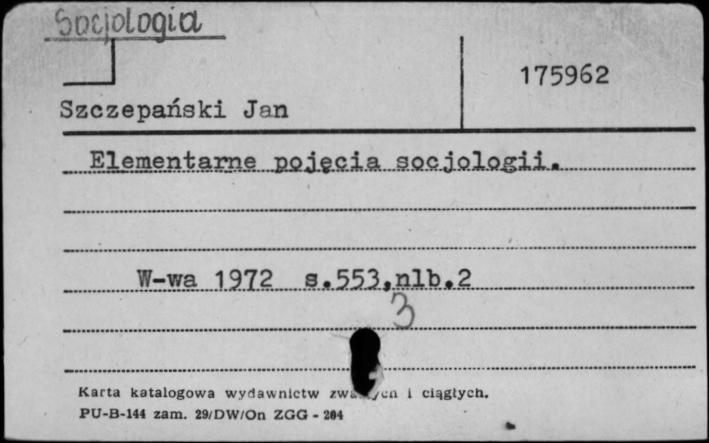 Socjologia
175962
Szczepański Jan
Elementarne pojęcia socjologii.
W-wa 1972 s.553,nlb.2
3
Karta katalogowa wydawnictw i ciągłych.
PU-B-144 zam. 29/DW/On ZGG - 284